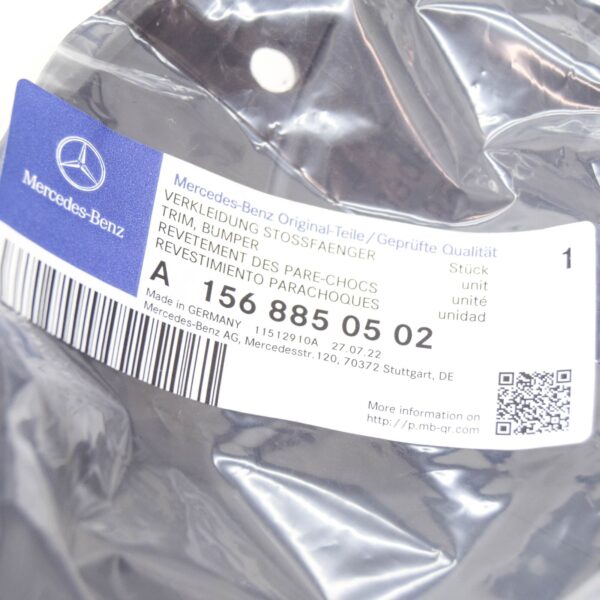 Mercedes-Benz
Mercedes-Benz Original-Teile/Geprüfte Qualität
VERKLEIDUNG STOSSFAENGER Stück 1
TRIM, BUMPER unit
REVETEMENT DES PARE-CHOCS unité
REVESTIMIENTO PARACHOQUES unidad
A 156 885 05 02
Made in GERMANY 11512910A 27.07.22
Mercedes-Benz AG, Mercedesstr.120, 70372 Stuttgart, DE
More information on
http://p.mb-qr.com/